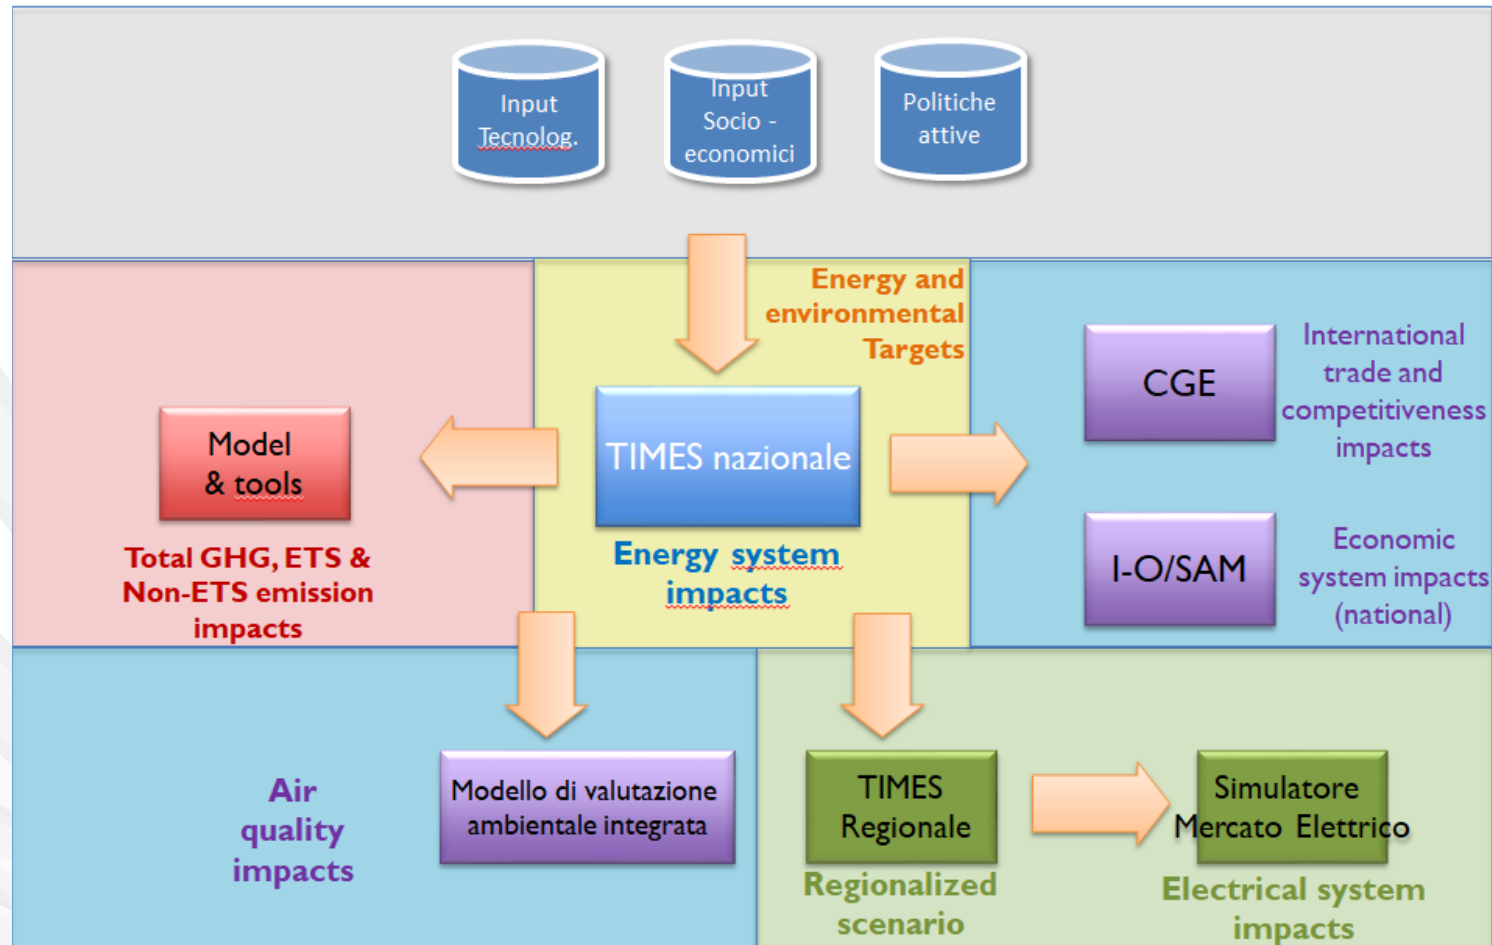 Input
Tecnolog.
Input
Socio -
economici
Politiche
attive
Energy and
environmental
Targets
TIMES nazionale
Energy system
impacts
Model
& tools
Total GHG, ETS &
Non-ETS emission
impacts
CGE
International
trade and
competitiveness
impacts
I-O/SAM
Economic
system impacts
(national)
Air
quality
impacts
Modello di valutazione
ambientale integrata
TIMES
Regionale
Regionalized
scenario
Simulatore
Mercato Elettrico
Electrical system
impacts